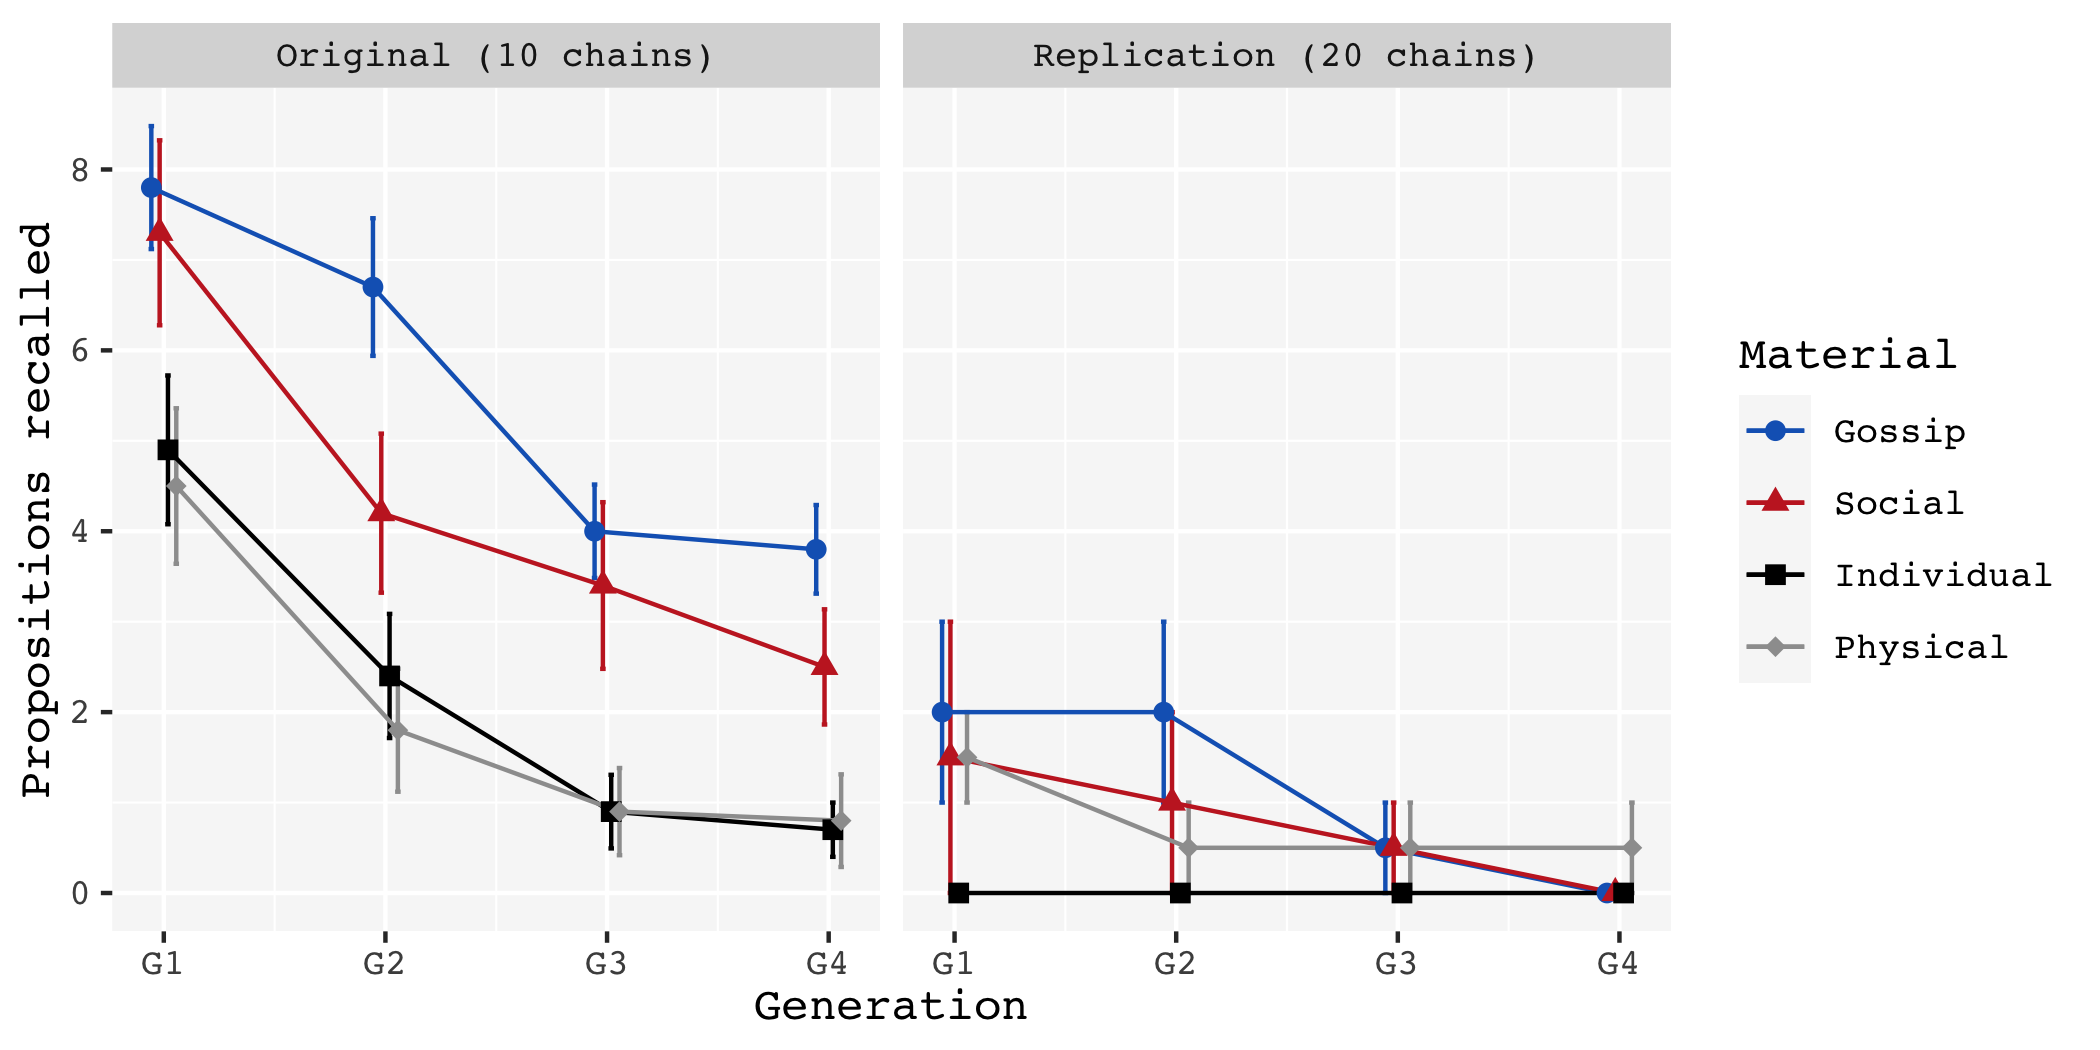 Original (10 chains)
Replication (20 chains)
Propositions recalled
8
6
4
2
0
G1 G2 G3 G4
G1 G2 G3 G4
Generation
Material
Gossip
Social
Individual
Physical